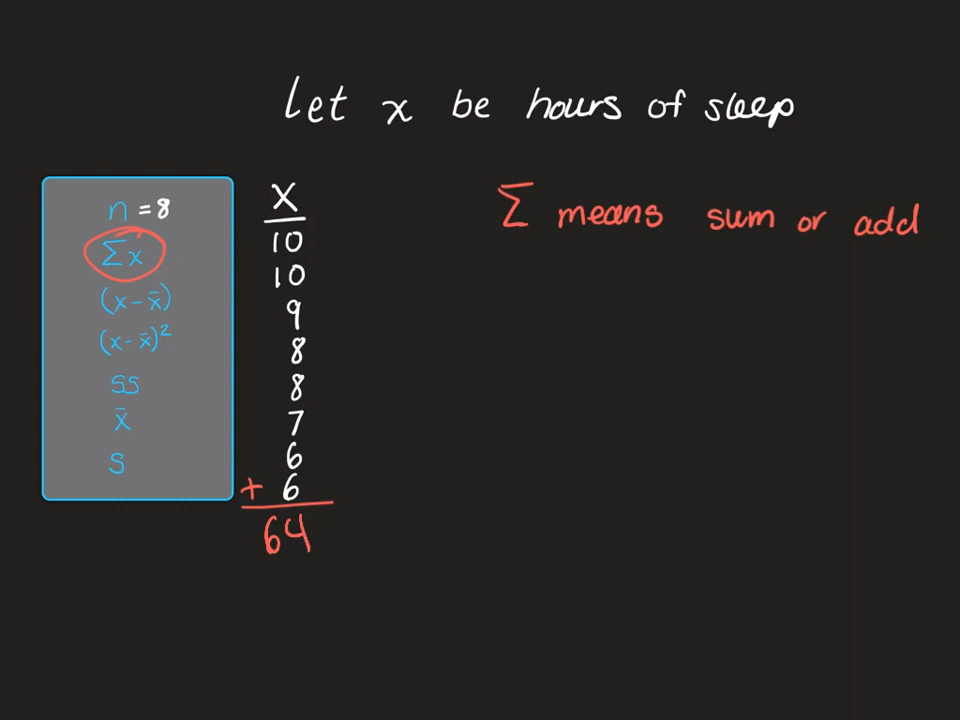 Let x be hours of sleep
n = 8
Σx
(x - x̄)
(x - x̄)²
SS
x̄
S
X
10
10
9
8
8
7
6
+ 6
64
Σ means sum or add